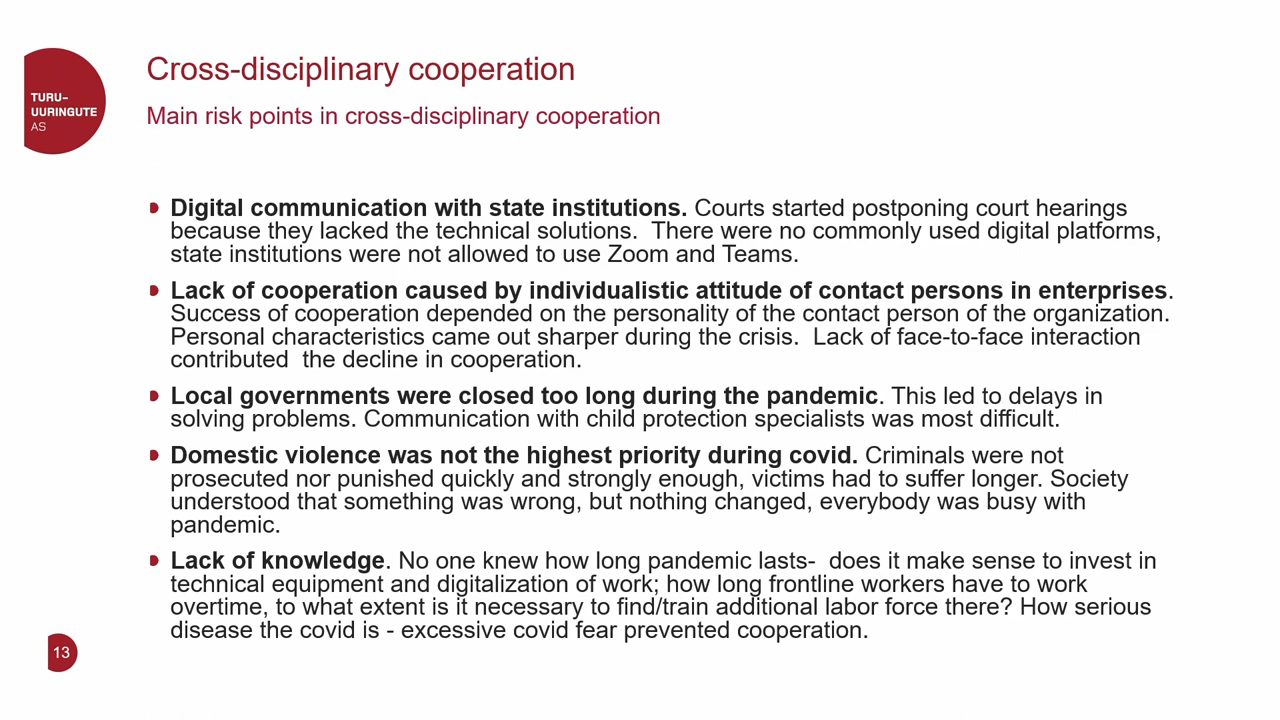 Cross-disciplinary cooperation
TURU-
UURINGUTE
AS
Main risk points in cross-disciplinary cooperation
Digital communication with state institutions. Courts started postponing court hearings
because they lacked the technical solutions.  There were no commonly used digital platforms,
state institutions were not allowed to use Zoom and Teams.
Lack of cooperation caused by individualistic attitude of contact persons in enterprises.
Success of cooperation depended on the personality of the contact person of the organization.
Personal characteristics came out sharper during the crisis.  Lack of face-to-face interaction
contributed  the decline in cooperation.
Local governments were closed too long during the pandemic. This led to delays in
solving problems. Communication with child protection specialists was most difficult.
Domestic violence was not the highest priority during covid. Criminals were not
prosecuted nor punished quickly and strongly enough, victims had to suffer longer. Society
understood that something was wrong, but nothing changed, everybody was busy with
pandemic.
Lack of knowledge. No one knew how long pandemic lasts-  does it make sense to invest in
technical equipment and digitalization of work; how long frontline workers have to work
overtime, to what extent is it necessary to find/train additional labor force there? How serious
disease the covid is - excessive covid fear prevented cooperation.
13